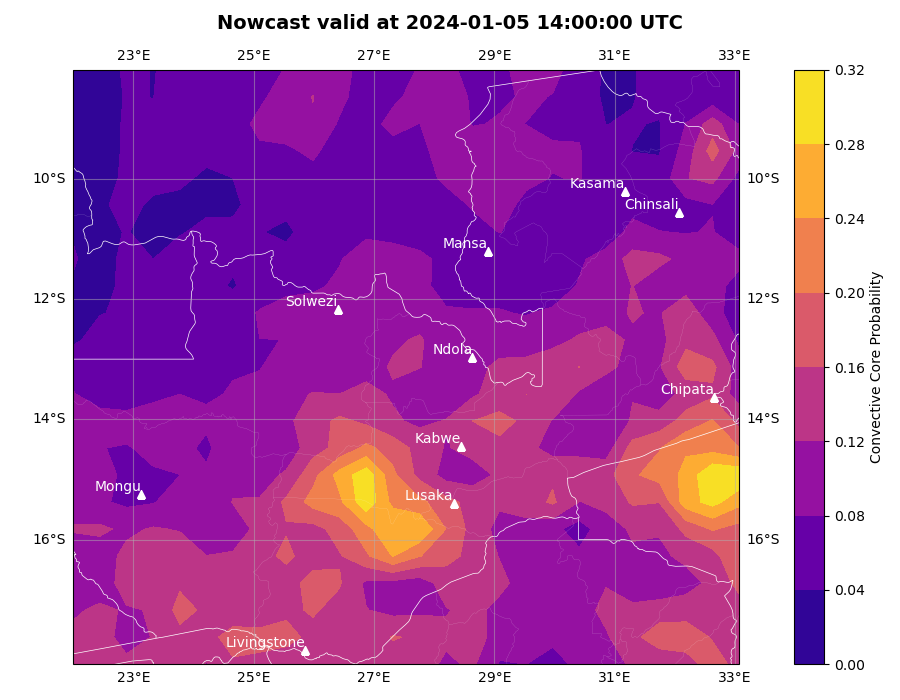 Nowcast valid at 2024-01-05 14:00:00 UTC
23°E 25°E 27°E 29°E 31°E 33°E
10°S 10°S
12°S 12°S
14°S 14°S
16°S 16°S
Kasama
Chinsali
Mansa
Solwezi
Ndola
Chipata
Kabwe
Mongu
Lusaka
Livingstone
23°E 25°E 27°E 29°E 31°E 33°E
0.32
0.28
0.24
0.20
0.16
0.12
0.08
0.04
0.00
Convective Core Probability